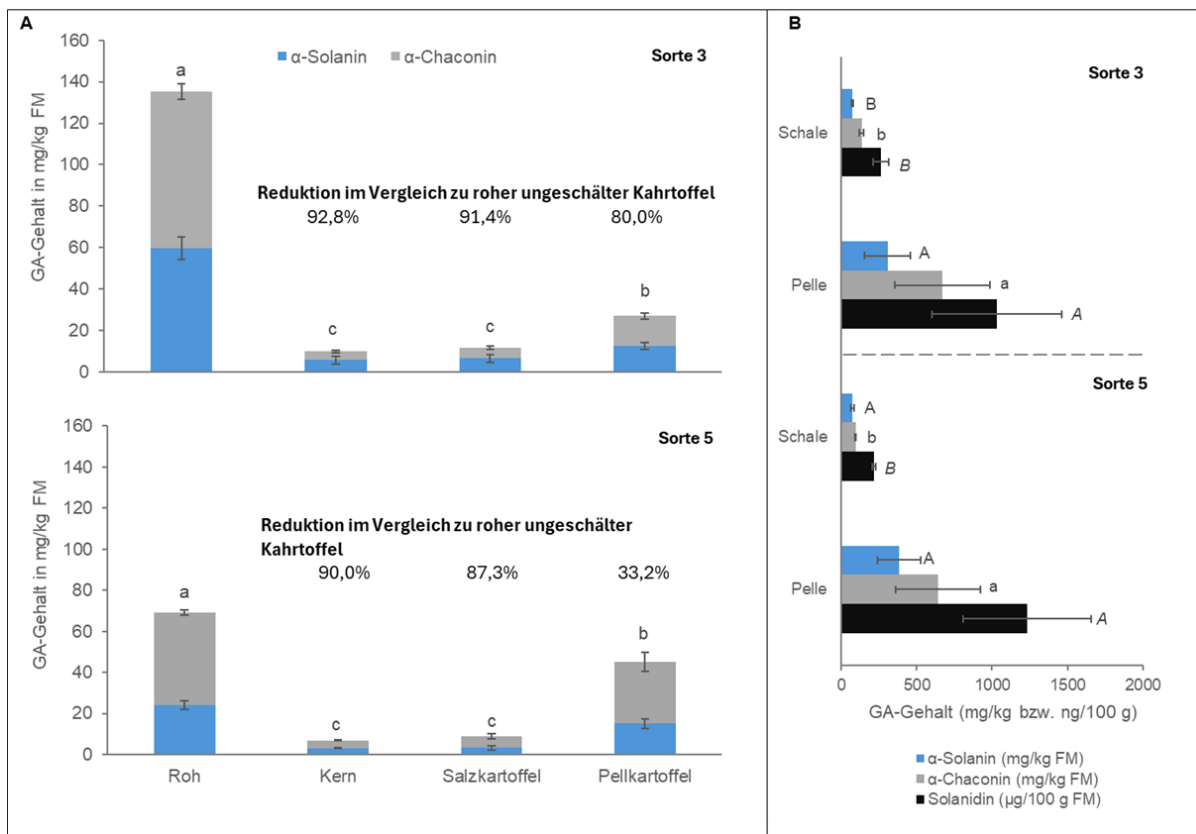 A
160
140
120
100
80
60
40
20
0
GA-Gehalt in mg/kg FM
α-Solanin α-Chaconin
Sorte 3
a
Reduktion im Vergleich zu roher ungeschälter Kahrtoffel
92,8% 91,4% 80,0%
c c b
160
140
120
100
80
60
40
20
0
GA-Gehalt in mg/kg FM
Sorte 5
Reduktion im Vergleich zu roher ungeschälter
Kahrtoffel
90,0% 87,3% 33,2%
a c c b
Roh Kern Salzkartoffel Pellkartoffel
B
Sorte 3
Schale
B
b
B
Pelle
A
a
A
Sorte 5
Schale
A
b
B
Pelle
A
a
A
0 500 1000 1500 2000
GA-Gehalt (mg/kg bzw. ng/100 g)
α-Solanin (mg/kg FM)
α-Chaconin (mg/kg FM)
Solanidin (µg/100 g FM)